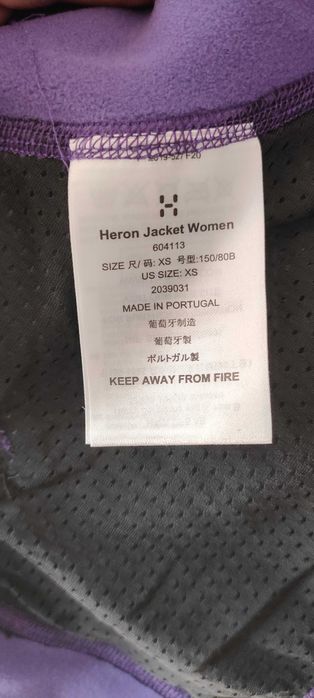 Heron Jacket Women
604113
SIZE 尺/ 码: XS 号型:150/80B
US SIZE: XS
2039031
MADE IN PORTUGAL
葡萄牙制造
葡萄牙製
ポルトガル製
KEEP AWAY FROM FIRE